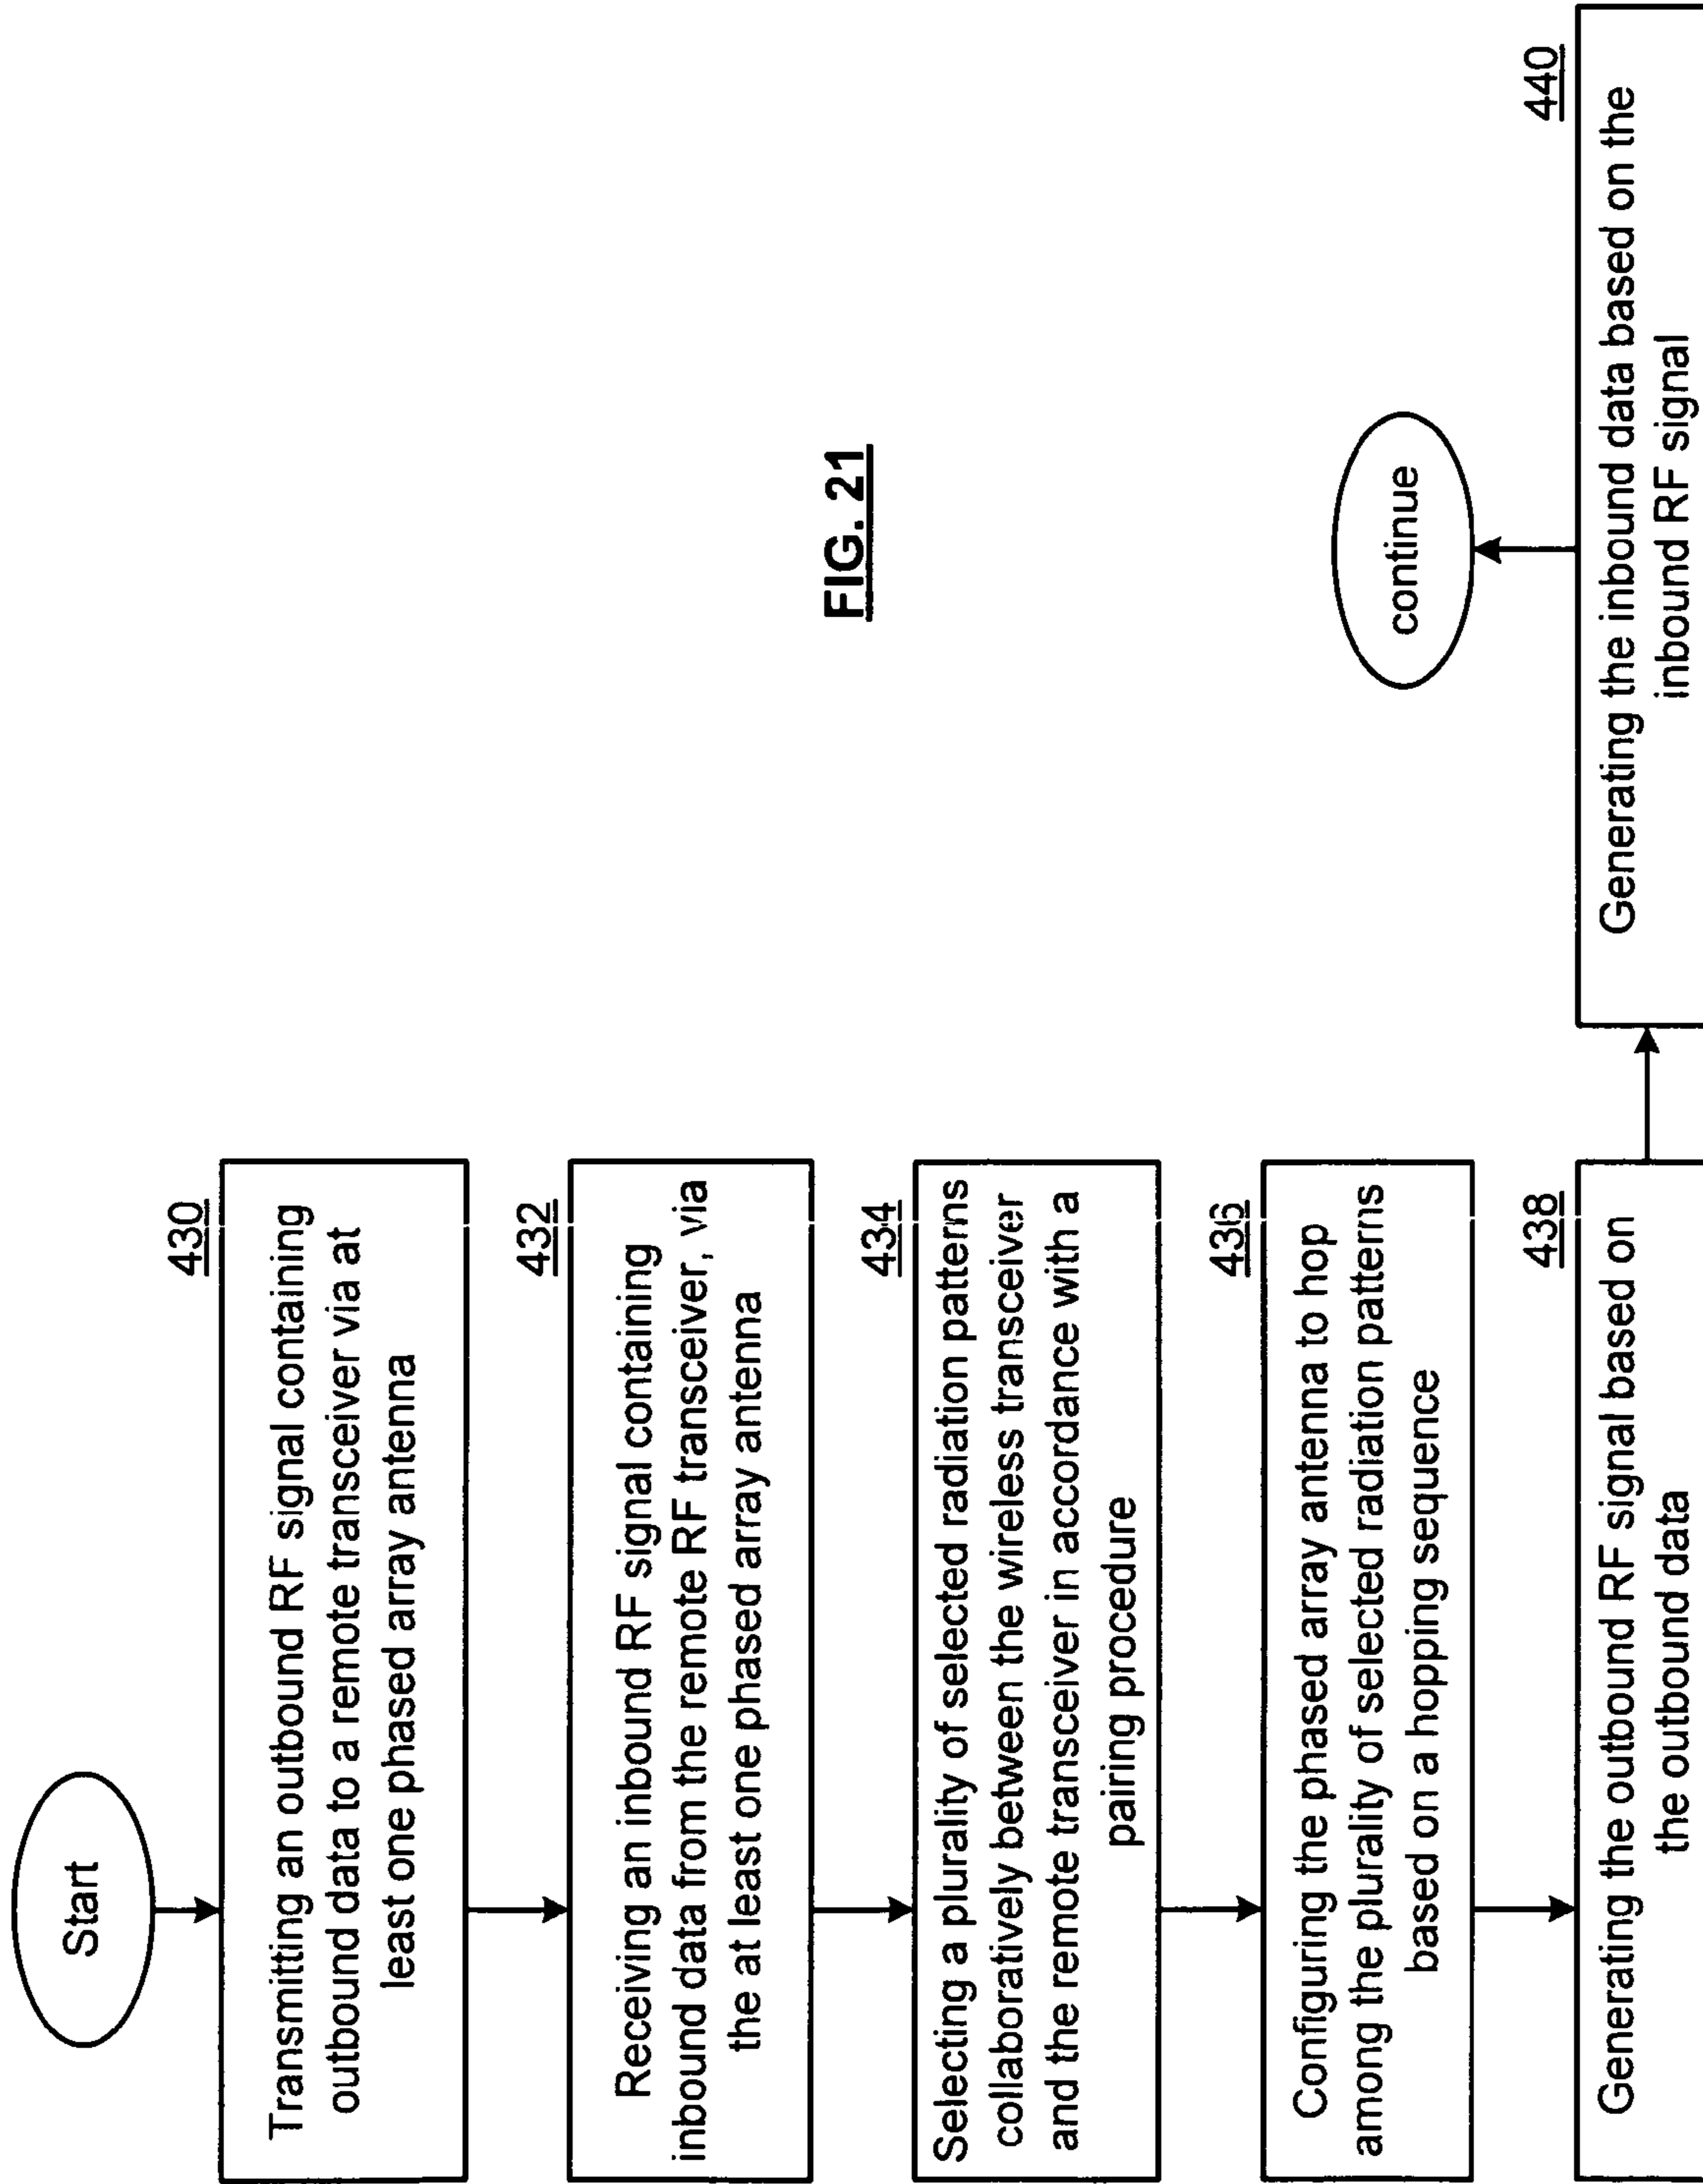 Start
430
Transmitting an outbound RF signal containing
outbound data to a remote transceiver via at
least one phased array antenna
432
Receiving an inbound RF signal containing
inbound data from the remote RF transceiver, via
the at least one phased array antenna
434
Selecting a plurality of selected radiation patterns
collaboratively between the wireless transceiver
and the remote transceiver in accordance with a
pairing procedure
436
Configuring the phased array antenna to hop
among the plurality of selected radiation patterns
based on a hopping sequence
438
Generating the outbound RF signal based on
the outbound data
440
Generating the inbound data based on the
inbound RF signal
continue
FIG. 21